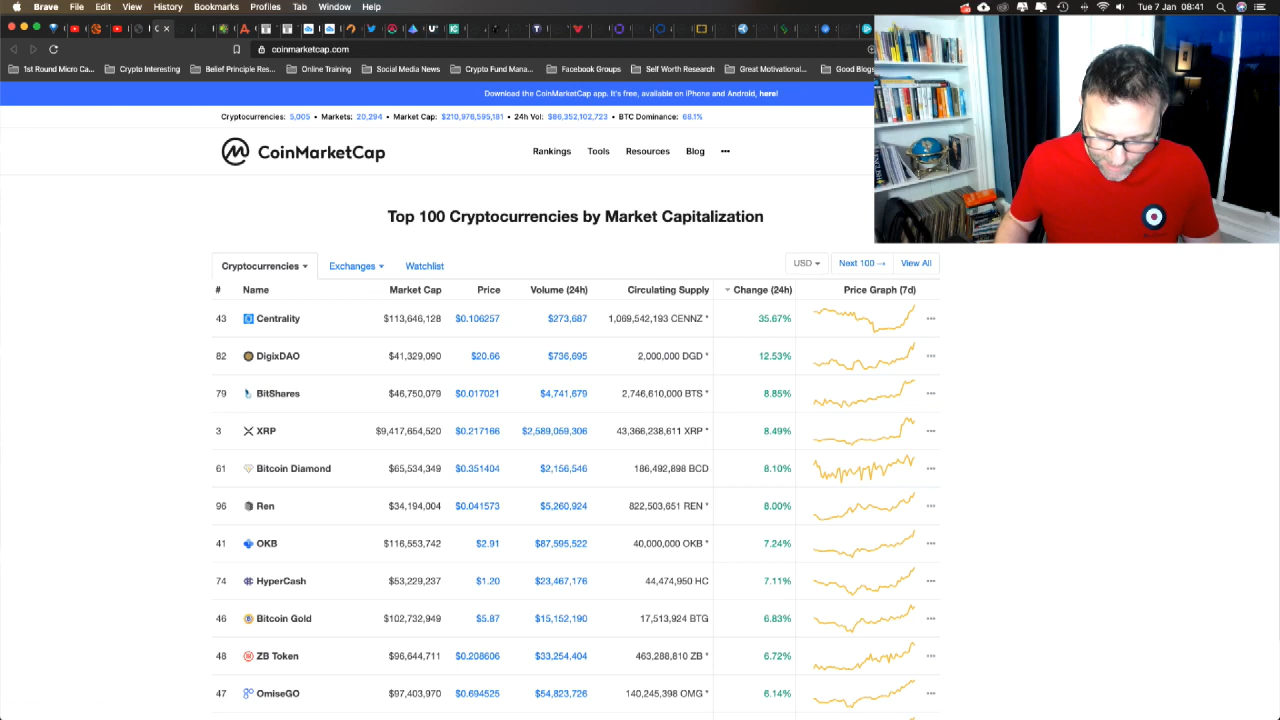 Brave File Edit View History Bookmarks People Window Help
Tue 7 Jan 08:41
coinmarketcap.com
1st Round Micro Ca... Crypto Interesting Belief Systems Co... Online Training Social Media News Crypto Fund Mana... Facebook Groups Self Worth Research Great Motivational... Good Blogs
Download the CoinMarketCap app. It's free, available on iPhone and Android, here!
Cryptocurrencies: 5,005 • Markets: 20,294 • Market Cap: $210,976,595,191 • 24h Vol: $86,352,102,723 • BTC Dominance: 68.1%
CoinMarketCap
Rankings Tools Resources Blog
Top 100 Cryptocurrencies by Market Capitalization
Cryptocurrencies Exchanges Watchlist USD Next 100 → View All
# Name Market Cap Price Volume (24h) Circulating Supply Change (24h) Price Graph (7d)
43 Centrality $113,646,128 $0.106257 $273,687 1,069,542,193 CENNZ * 35.67%
82 DigixDAO $41,329,090 $20.66 $736,695 2,000,000 DGD * 12.53%
79 BitShares $46,750,079 $0.017021 $4,741,679 2,746,610,000 BTS * 8.85%
3 XRP $9,417,654,520 $0.217166 $2,589,059,306 43,366,238,611 XRP * 8.49%
61 Bitcoin Diamond $65,534,349 $0.351404 $2,156,546 186,492,898 BCD 8.10%
96 Ren $34,194,004 $0.041573 $5,260,924 822,503,651 REN * 8.00%
41 OKB $116,553,742 $2.91 $87,595,522 40,000,000 OKB * 7.24%
74 HyperCash $53,229,237 $1.20 $23,467,176 44,474,950 HC 7.11%
46 Bitcoin Gold $102,732,949 $5.87 $15,152,190 17,513,924 BTG 6.83%
48 ZB Token $96,644,711 $0.208606 $33,254,404 463,288,810 ZB * 6.72%
47 OmiseGO $97,403,970 $0.694525 $54,823,726 140,245,398 OMG * 6.14%